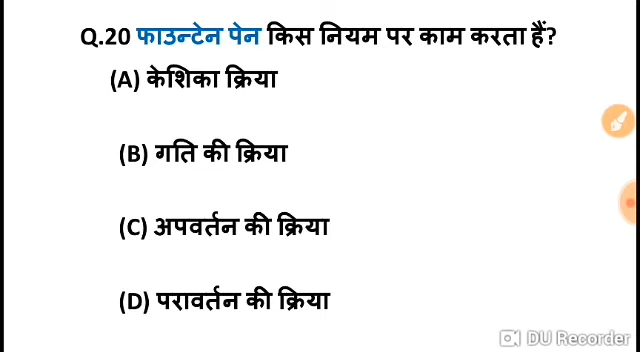 Q.20 फाउन्टेन पेन किस नियम पर काम करता हैं?
(A) केशिका क्रिया
(B) गति की क्रिया
(C) अपवर्तन की क्रिया
(D) परावर्तन की क्रिया
DU Recorder